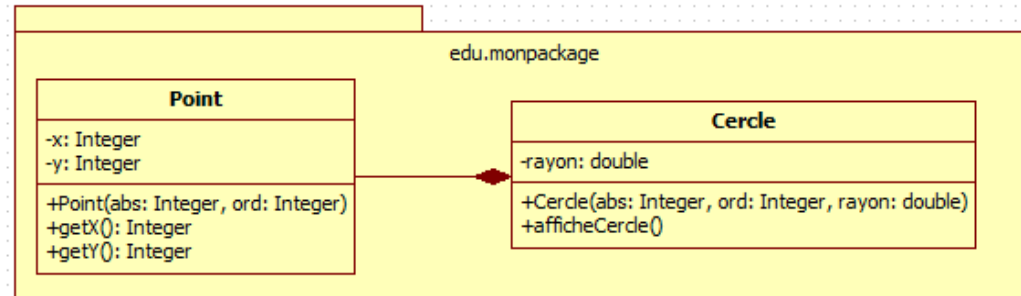 edu.monpackage
Point
-x: Integer
-y: Integer
+Point(abs: Integer, ord: Integer)
+getX(): Integer
+getY(): Integer
Cercle
-rayon: double
+Cercle(abs: Integer, ord: Integer, rayon: double)
+afficheCercle()